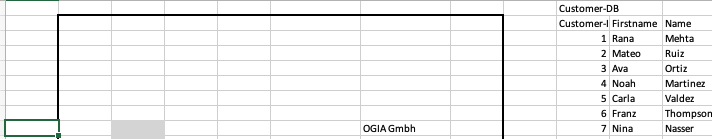 Customer-DB
Customer-I Firstname Name
1 Rana Mehta
2 Mateo Ruiz
3 Ava Ortiz
4 Noah Martinez
5 Carla Valdez
6 Franz Thompson
OGIA Gmbh 7 Nina Nasser